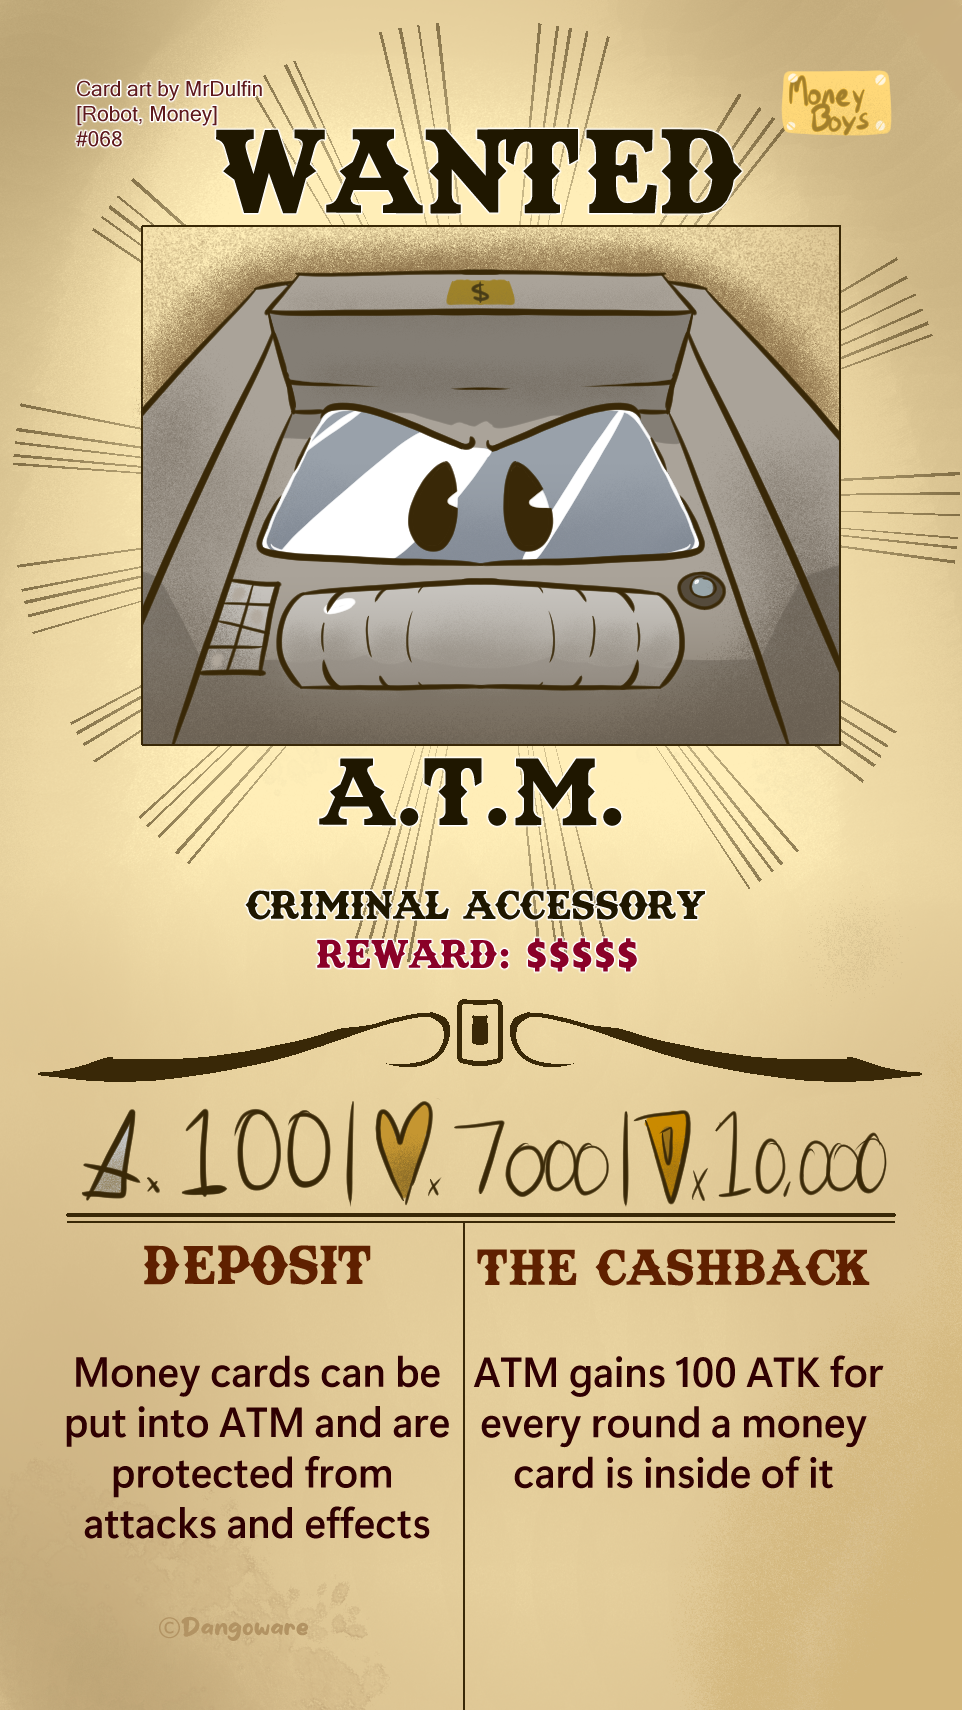 Card art by MrDulfin
[Robot, Money]
#068
Money
Boys
WANTED
$
A.T.M.
CRIMINAL ACCESSORY
REWARD: $$$$$
A. x 100 | x. 7000 | x 10,000
DEPOSIT
Money cards can be
put into ATM and are
protected from
attacks and effects
THE CASHBACK
ATM gains 100 ATK for
every round a money
card is inside of it
©Dangoware